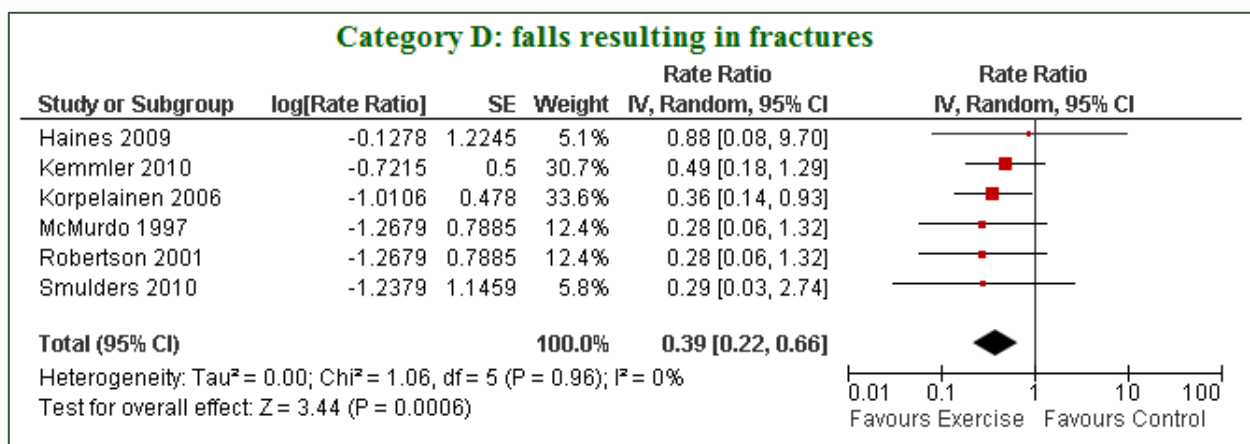 Category D: falls resulting in fractures
Rate Ratio Rate Ratio
Study or Subgroup log[Rate Ratio] SE Weight IV, Random, 95% CI IV, Random, 95% CI
Haines 2009 -0.1278 1.2245 5.1% 0.88 [0.08, 9.70]
Kemmler 2010 -0.7215 0.5 30.7% 0.49 [0.18, 1.29]
Korpelainen 2006 -1.0106 0.478 33.6% 0.36 [0.14, 0.93]
McMurdo 1997 -1.2679 0.7885 12.4% 0.28 [0.06, 1.32]
Robertson 2001 -1.2679 0.7885 12.4% 0.28 [0.06, 1.32]
Smulders 2010 -1.2379 1.1459 5.8% 0.29 [0.03, 2.74]
Total (95% CI) 100.0% 0.39 [0.22, 0.66]
Heterogeneity: Tau² = 0.00; Chi² = 1.06, df = 5 (P = 0.96); I² = 0%
Test for overall effect: Z = 3.44 (P = 0.0006)
0.01 0.1 1 10 100
Favours Exercise Favours Control